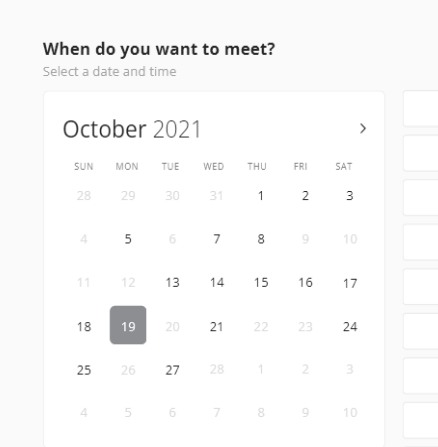 When do you want to meet?
Select a date and time
October 2021
SUN MON TUE WED THU FRI SAT
28 29 30 31 1 2 3
4 5 6 7 8 9 10
11 12 13 14 15 16 17
18 19 20 21 22 23 24
25 26 27 28 1 2 3
4 5 6 7 8 9 10